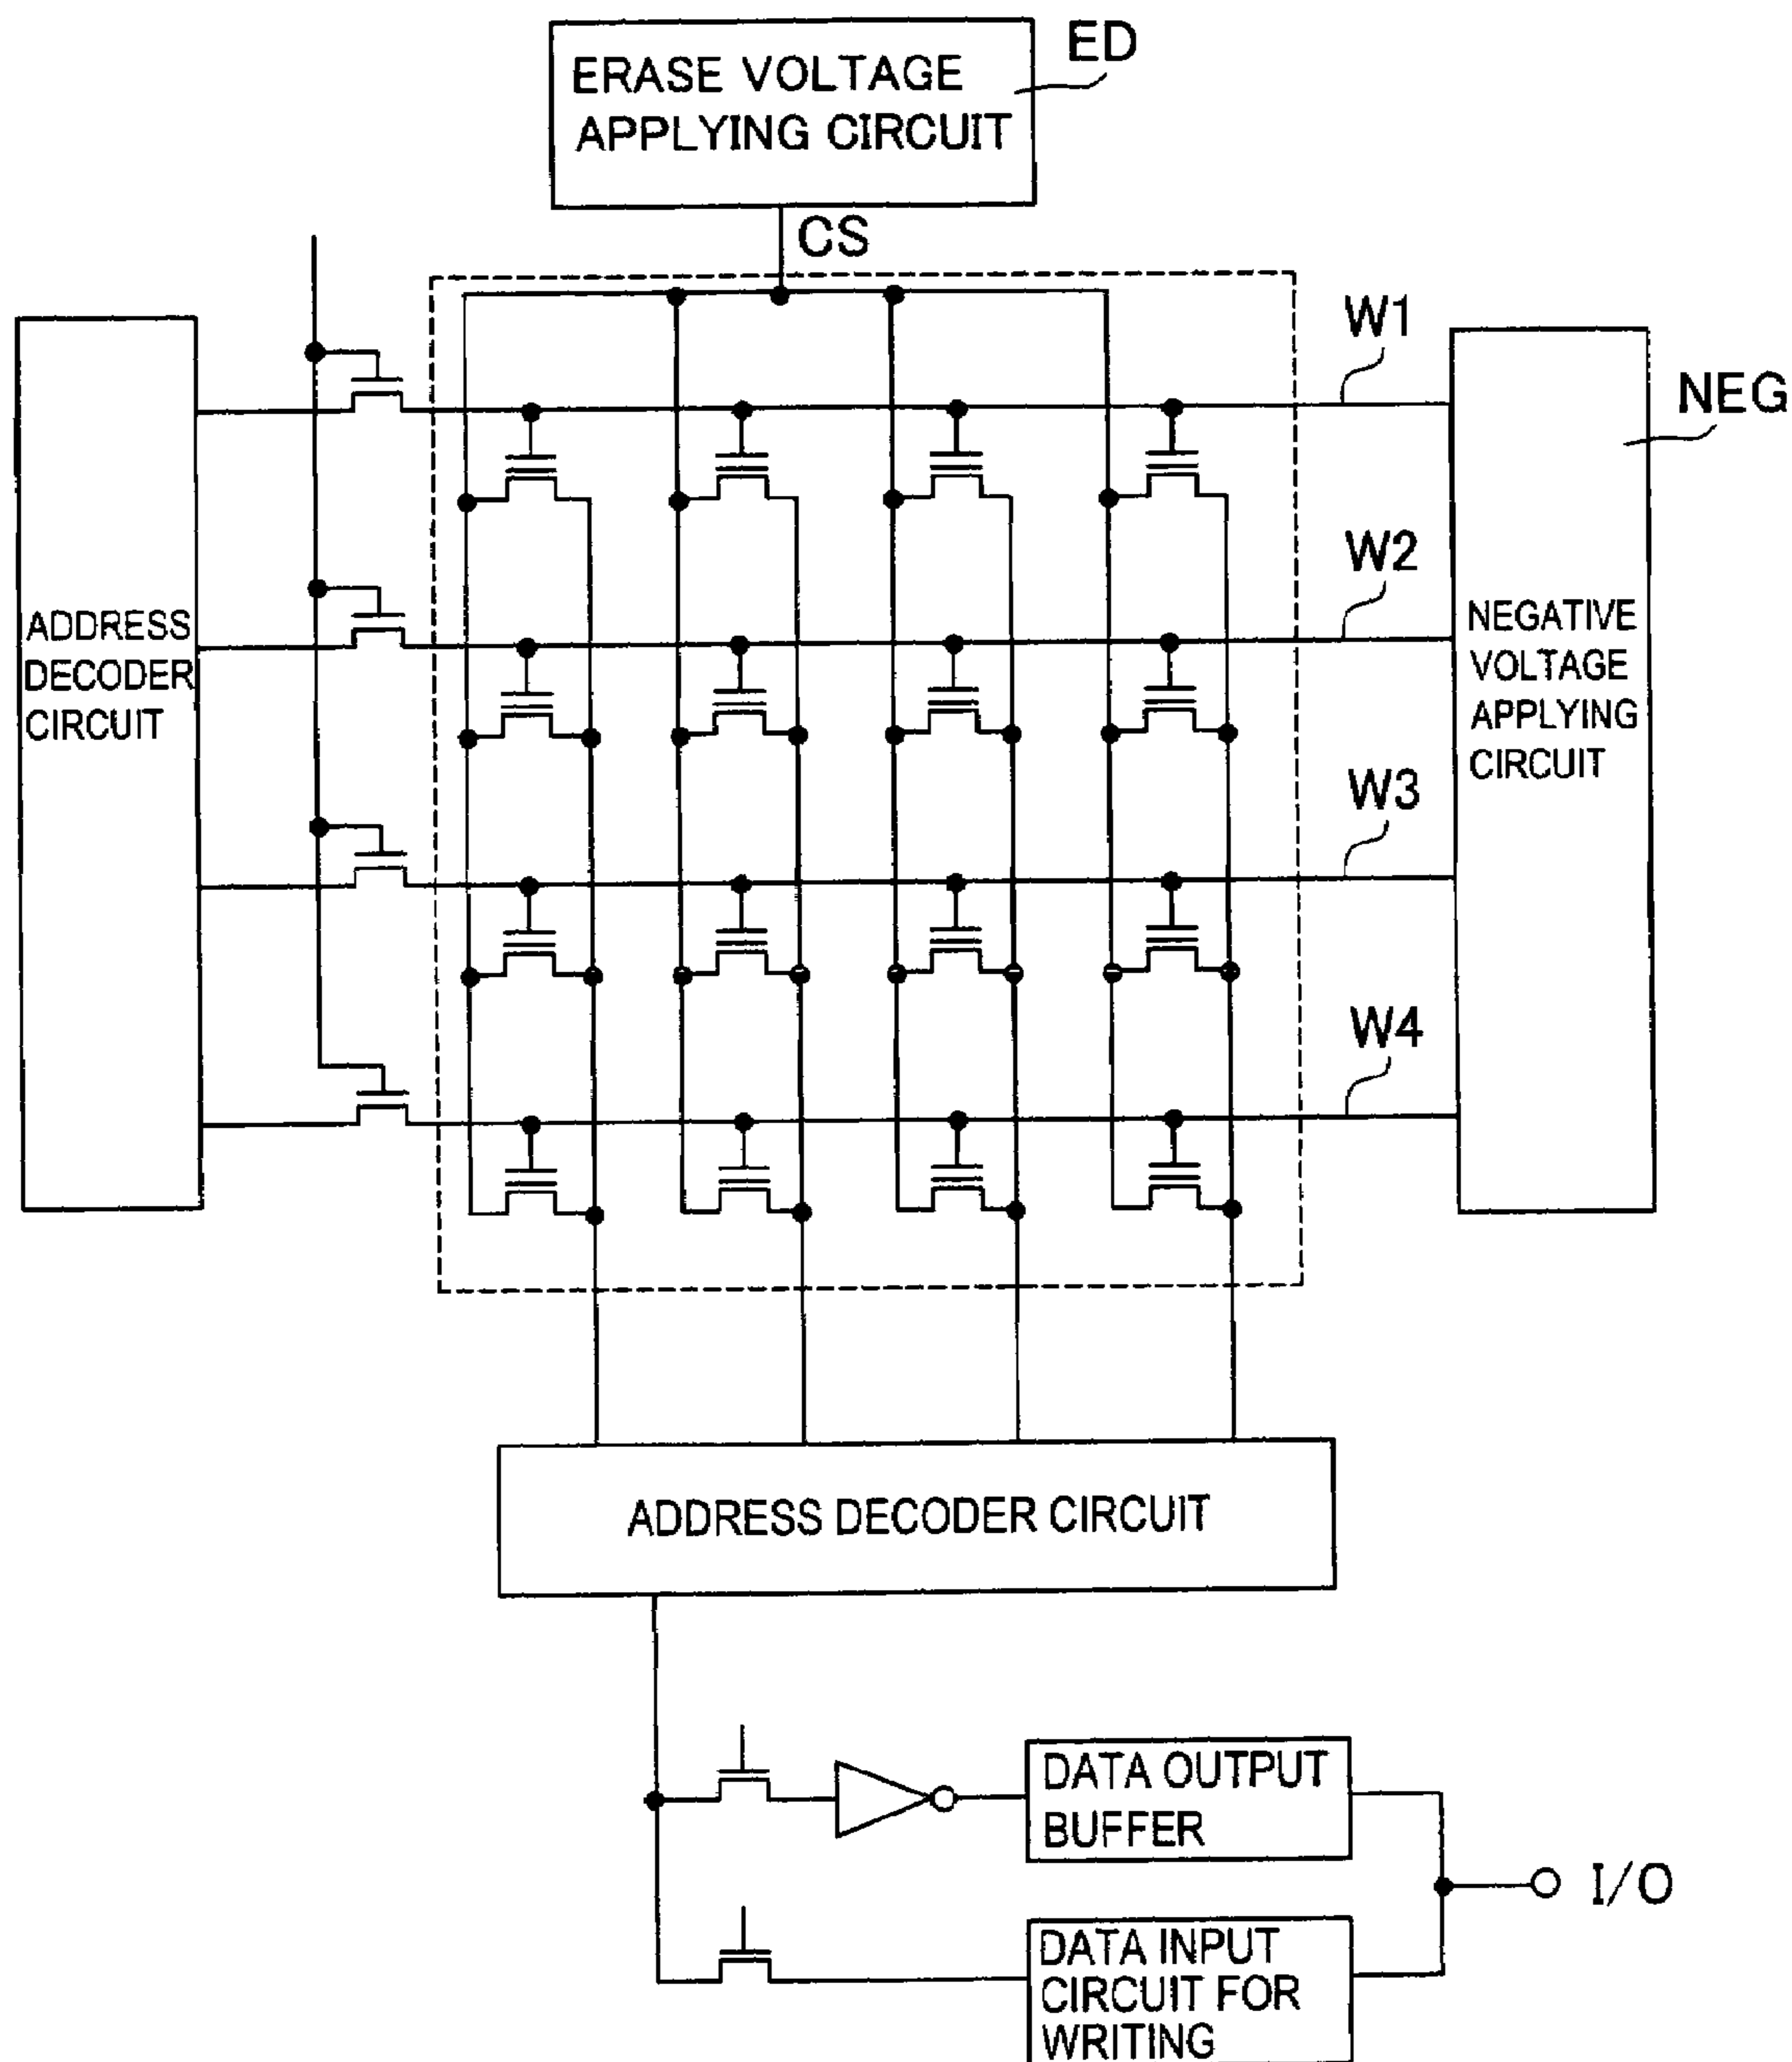 ERASE VOLTAGE
APPLYING CIRCUIT
ED
CS
W1
NEG
W2
ADDRESS
DECODER
CIRCUIT
NEGATIVE
VOLTAGE
APPLYING
CIRCUIT
W3
W4
ADDRESS DECODER CIRCUIT
DATA OUTPUT
BUFFER
I/O
DATA INPUT
CIRCUIT FOR
WRITING